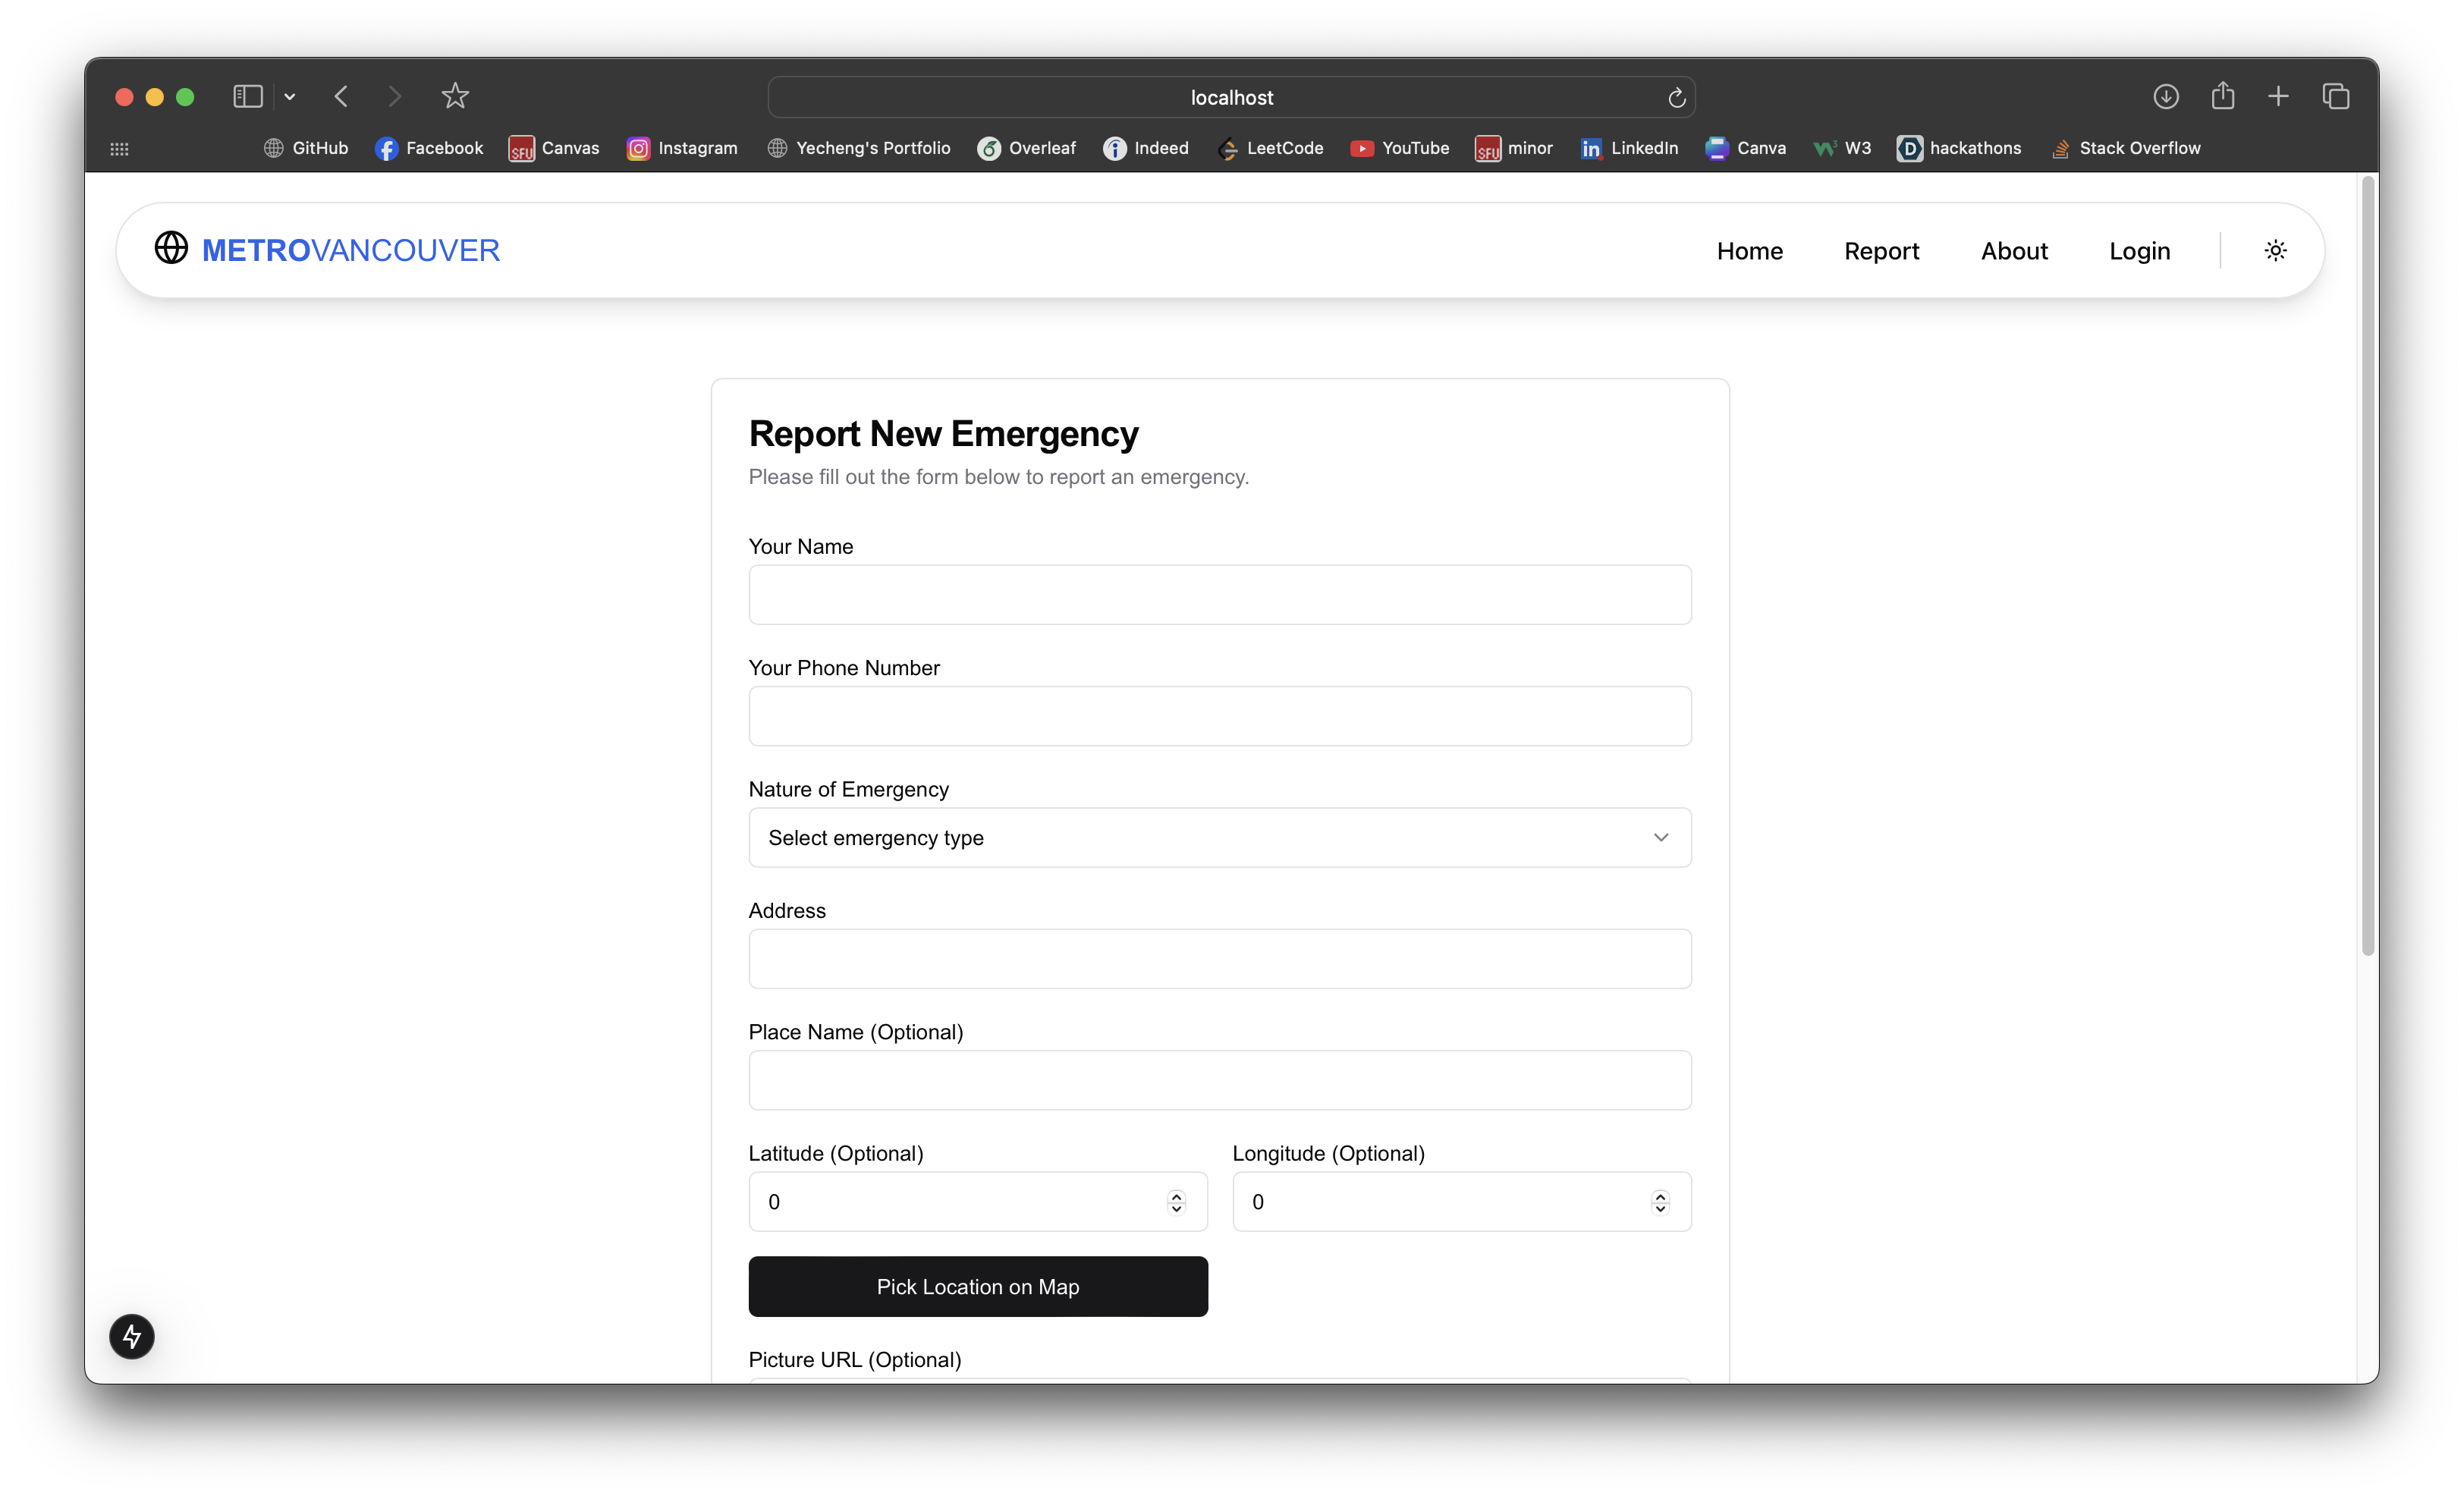 localhost
GitHub Facebook SFU Canvas Instagram Yecheng's Portfolio Overleaf Indeed LeetCode YouTube SFU minor in LinkedIn Canva W3 D hackathons Stack Overflow
METROVANCOUVER Home Report About Login
Report New Emergency
Please fill out the form below to report an emergency.
Your Name
Your Phone Number
Nature of Emergency
Select emergency type
Address
Place Name (Optional)
Latitude (Optional) Longitude (Optional)
0 0
Pick Location on Map
Picture URL (Optional)